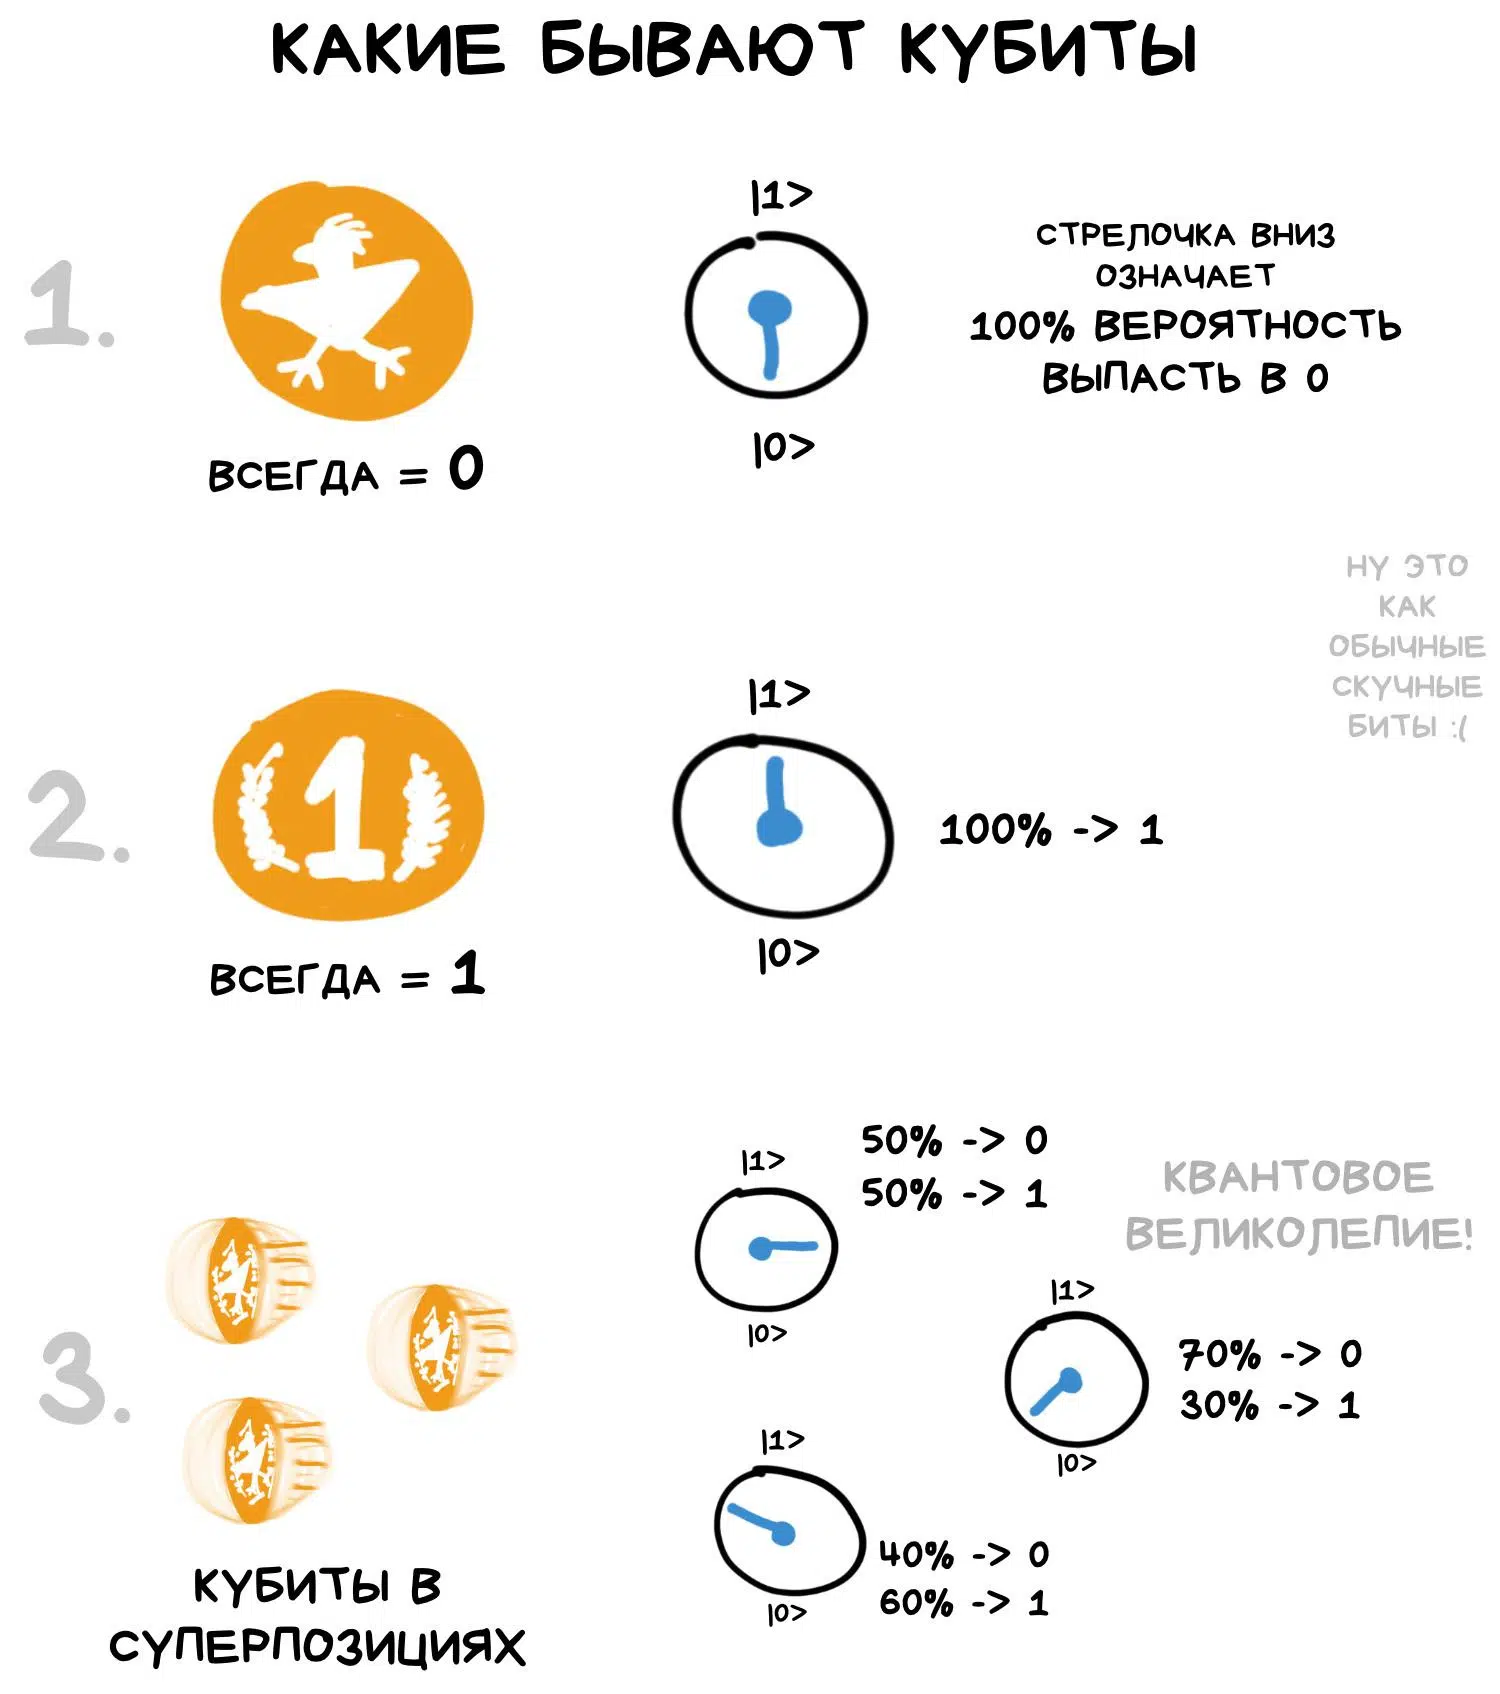 КАКИЕ БЫВАЮТ КУБИТЫ
1.
|1>
|0>
ВСЕГДА = 0
СТРЕЛОЧКА ВНИЗ
ОЗНАЧАЕТ
100% ВЕРОЯТНОСТЬ
ВЫПАСТЬ В 0
НУ ЭТО
КАК
ОБЫЧНЫЕ
СКУЧНЫЕ
БИТЫ :(
2.
1
ВСЕГДА = 1
|1>
|0>
100% -> 1
3.
КУБИТЫ В
СУПЕРПОЗИЦИЯХ
|1>
|0>
50% -> 0
50% -> 1
КВАНТОВОЕ
ВЕЛИКОЛЕПИЕ!
|1>
|0>
70% -> 0
30% -> 1
|1>
|0>
40% -> 0
60% -> 1